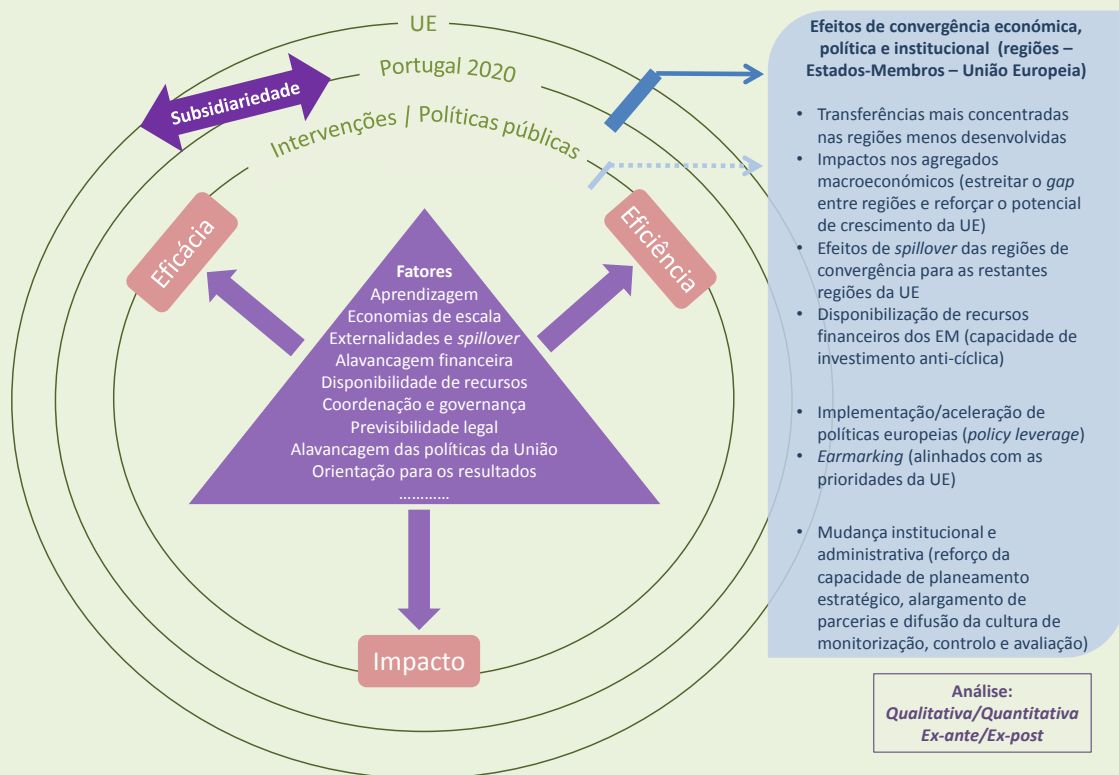 UE
Portugal 2020
Intervenções | Políticas públicas
Subsidiariedade
Eficácia
Eficiência
Fatores
Aprendizagem
Economias de escala
Externalidades e spillover
Alavancagem financeira
Disponibilidade de recursos
Coordenação e governança
Previsibilidade legal
Alavancagem das políticas da União
Orientação para os resultados
…………
Impacto
Efeitos de convergência económica,
política e institucional (regiões –
Estados-Membros – União Europeia)
• Transferências mais concentradas
nas regiões menos desenvolvidas
• Impactos nos agregados
macroeconómicos (estreitar o gap
entre regiões e reforçar o potencial
de crescimento da UE)
• Efeitos de spillover das regiões de
convergência para as restantes
regiões da UE
• Disponibilização de recursos
financeiros dos EM (capacidade de
investimento anti-cíclica)
• Implementação/aceleração de
políticas europeias (policy leverage)
• Earmarking (alinhados com as
prioridades da UE)
• Mudança institucional e
administrativa (reforço da
capacidade de planeamento
estratégico, alargamento de
parcerias e difusão da cultura de
monitorização, controlo e avaliação)
Análise:
Qualitativa/Quantitativa
Ex-ante/Ex-post